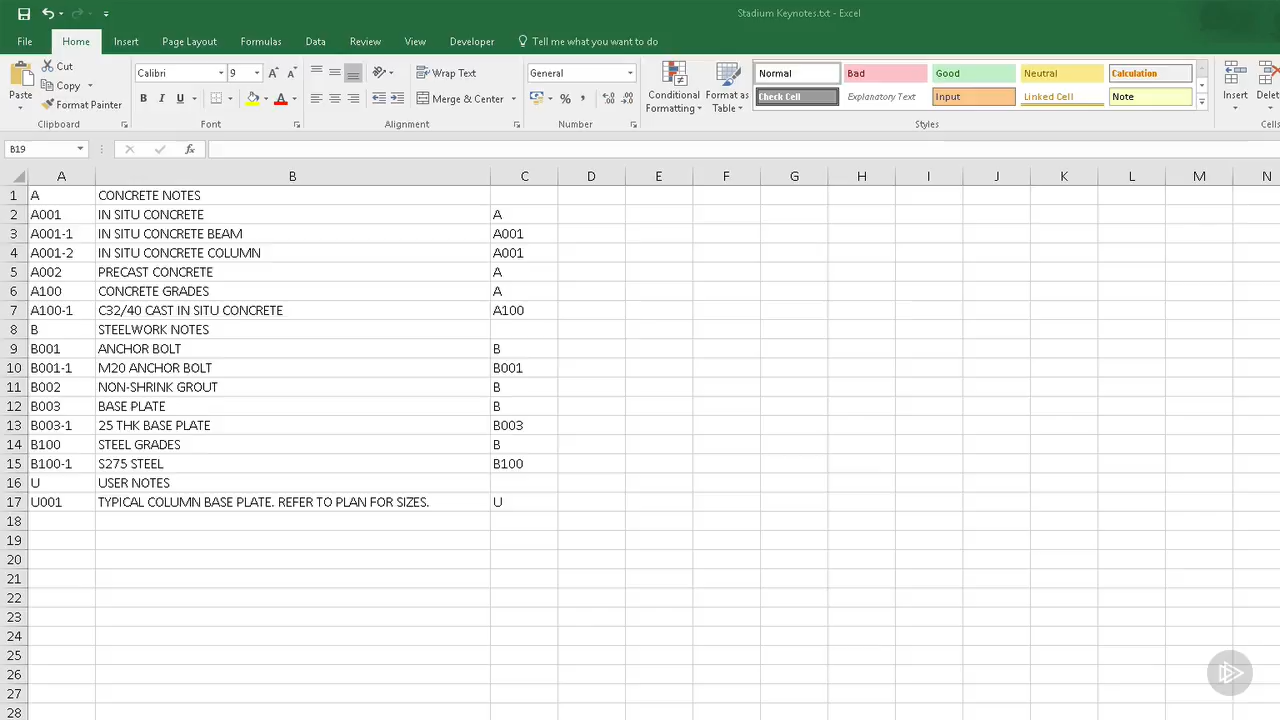 Stadium Keynotes.txt - Excel
File Home Insert Page Layout Formulas Data Review View Developer Tell me what you want to do
Paste
Cut
Copy
Format Painter
Clipboard
Calibri 9 A A
B I U A
Font
Wrap Text
Merge & Center
Alignment
General
% ,
Number
Conditional Formatting
Format as Table
Normal Bad Good Neutral Calculation
Check Cell Explanatory Text Input Linked Cell Note
Styles
Insert
Cells
B19 fx
A B C D E F G H I J K L M N
1 A CONCRETE NOTES
2 A001 IN SITU CONCRETE A
3 A001-1 IN SITU CONCRETE BEAM A001
4 A001-2 IN SITU CONCRETE COLUMN A001
5 A002 PRECAST CONCRETE A
6 A100 CONCRETE GRADES A
7 A100-1 C32/40 CAST IN SITU CONCRETE A100
8 B STEELWORK NOTES
9 B001 ANCHOR BOLT B
10 B001-1 M20 ANCHOR BOLT B001
11 B002 NON-SHRINK GROUT B
12 B003 BASE PLATE B
13 B003-1 25 THK BASE PLATE B003
14 B100 STEEL GRADES B
15 B100-1 S275 STEEL B100
16 U USER NOTES
17 U001 TYPICAL COLUMN BASE PLATE. REFER TO PLAN FOR SIZES. U
18
19
20
21
22
23
24
25
26
27
28